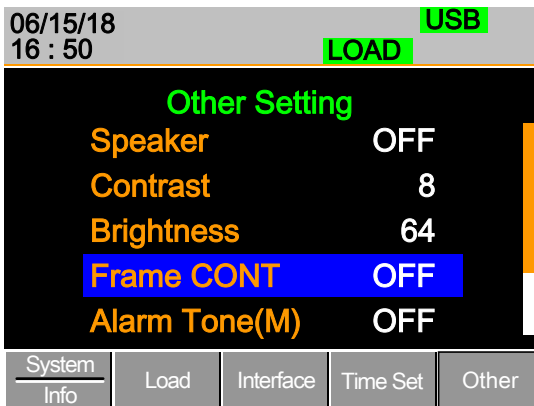 06/15/18 USB
16 : 50 LOAD
Other Setting
Speaker OFF
Contrast 8
Brightness 64
Frame CONT OFF
Alarm Tone(M) OFF
System
Info
Load
Interface
Time Set
Other